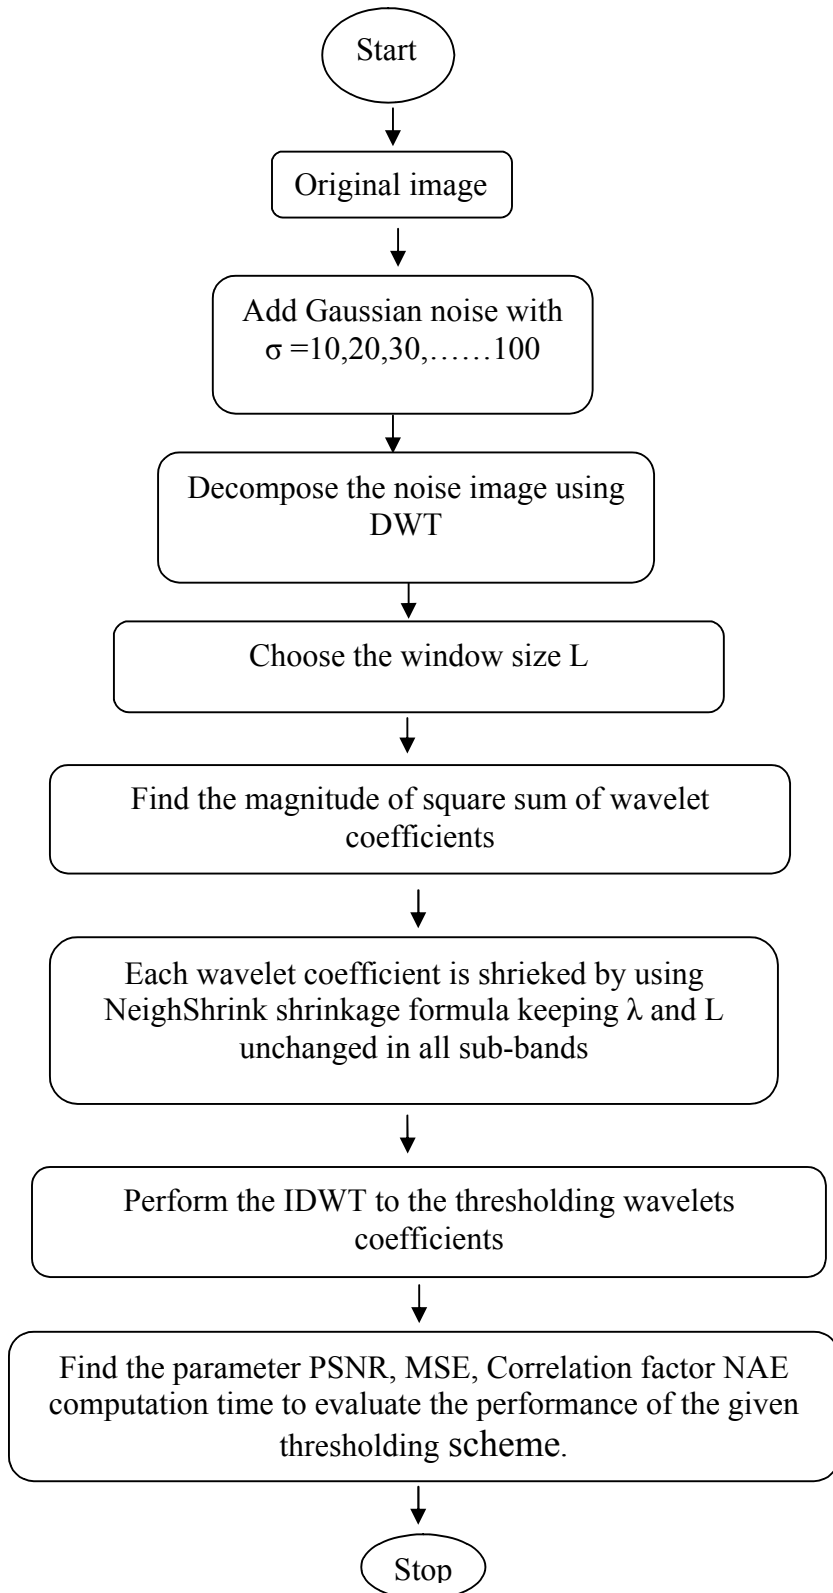 Start
Original image
Add Gaussian noise with
σ =10,20,30,……100
Decompose the noise image using
DWT
Choose the window size L
Find the magnitude of square sum of wavelet
coefficients
Each wavelet coefficient is shrieked by using
NeighShrink shrinkage formula keeping λ and L
unchanged in all sub-bands
Perform the IDWT to the thresholding wavelets
coefficients
Find the parameter PSNR, MSE, Correlation factor NAE
computation time to evaluate the performance of the given
thresholding scheme.
Stop